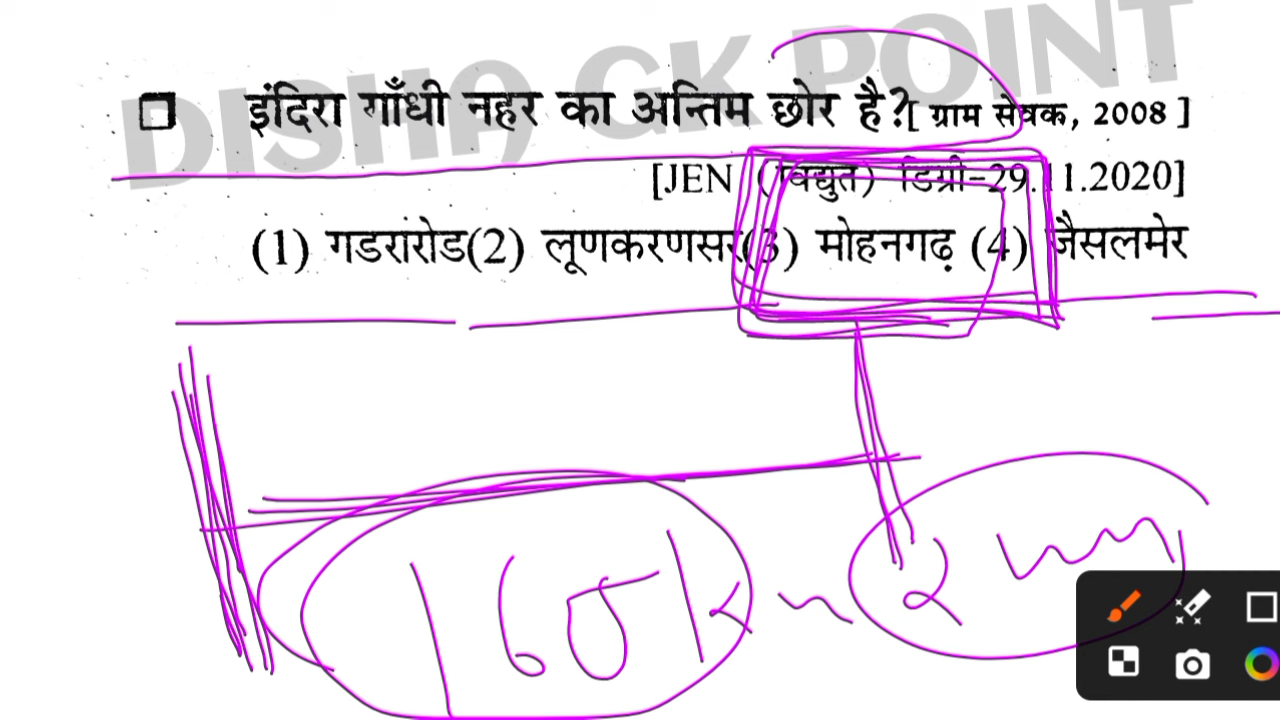 DISHA GK POINT
इंदिरा गाँधी नहर का अन्तिम छोर है?[ ग्राम सेवक, 2008 ]
[JEN (विद्युत) डिग्री-29.11.2020]
(1) गडरारोड(2) लूणकरणसर(3) मोहनगढ़ (4) जैसलमेर